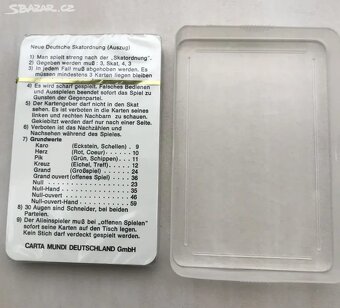 SBAZAR.CZ
Neue Deutsche Skatordnung (Auszug)
1) Man spielt streng nach der „Skatordnung".
2) Gegeben werden muß: 3, Skat, 4, 3
3) In jedem Fall muß abgehoben werden. Es
müssen mindestens 3 Karten liegen bleiben
4) Es wird scharf gespielt. Falsches Bedienen
und Ausspielen beendet sofort das Spiel zu
Gunsten der Gegenpartei.
5) Der Kartengeber darf nicht in den Skat
sehen. Es ist verboten in die Karten seines
linken und rechten Nachbarn zu schauen.
Gekiebitzt werden darf nur nach einer Seite.
6) Verboten ist das Nachzählen und
Nachsehen während des Spieles.
7) Grundwerte
Karo (Eckstein, Schellen) 9
Herz (Rot, Coeur) 10
Pik (Grün, Schippen) 11
Kreuz (Eichel, Treff) 12
Grand (Großspiel) 24
Grand ouvert (offenes Spiel) 36
Null 23
Null-Hand 35
Null-ouvert 46
Null-ouvert-Hand 59
8) 30 Augen sind Schneider, bei beiden
Parteien.
9) Der Alleinspieler muß bei „offenen Spielen"
sofort seine Karten auf den Tisch legen.
Kein Stich darf verdeckt gespielt werden.
CARTA MUNDI DEUTSCHLAND GmbH